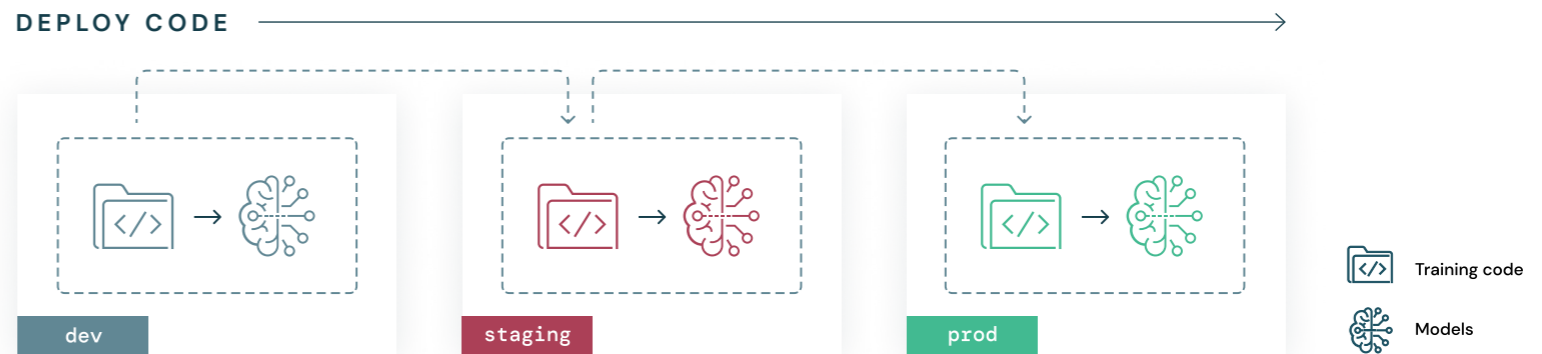 DEPLOY CODE
</>
</>
</>
dev
staging
prod
</>
Training code
Models